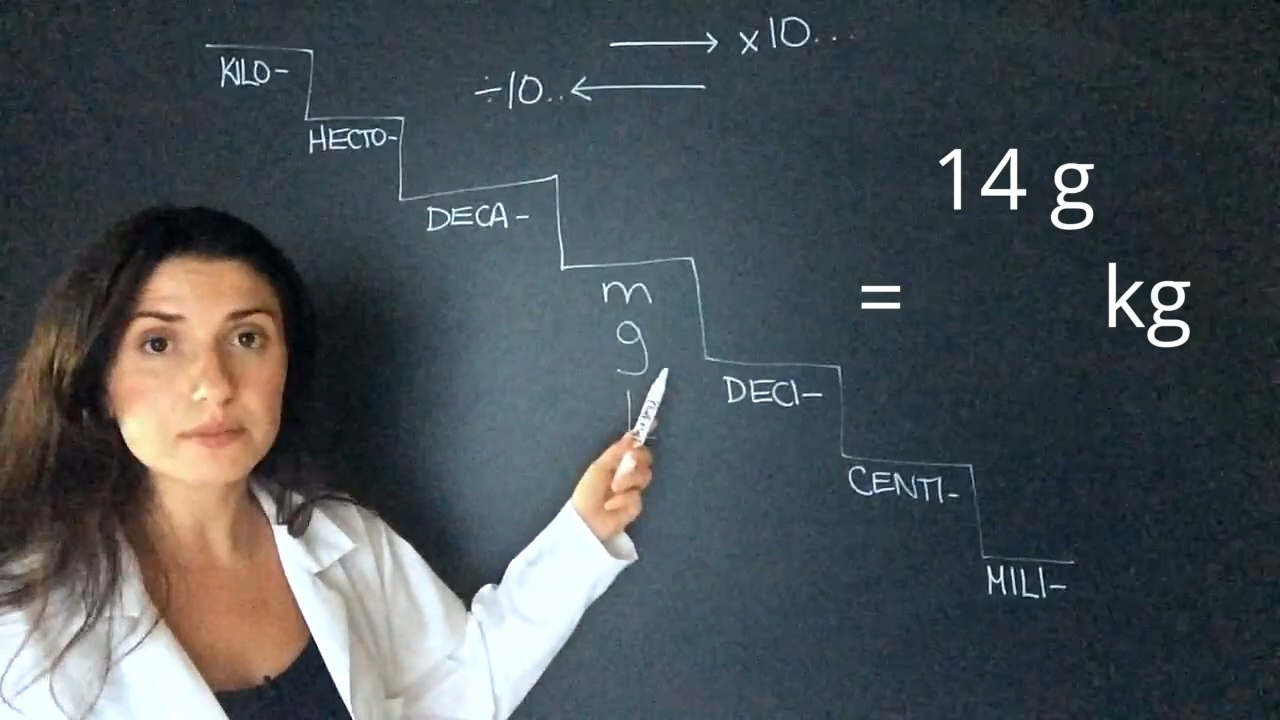 → x10...
÷10.. ←
KILO-
HECTO-
DECA-
m
g
L
DECI-
CENTI-
MILI-
14 g
= kg